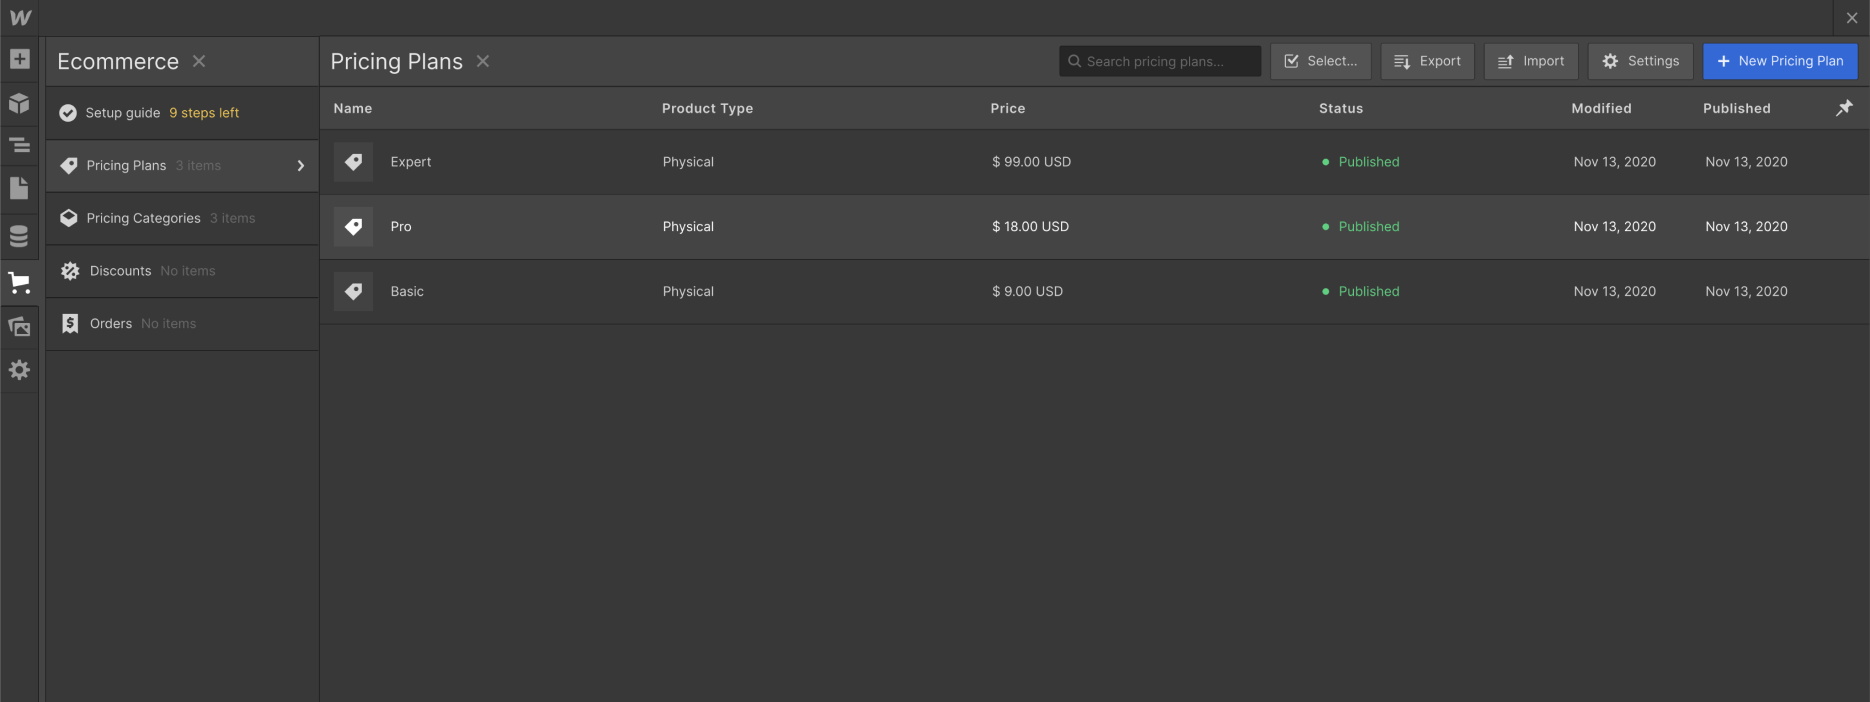 Ecommerce
Setup guide 9 steps left
Pricing Plans 3 items
Pricing Categories 3 items
Discounts No items
Orders No items
Pricing Plans
Search pricing plans...
Select...
Export
Import
Settings
New Pricing Plan
Name Product Type Price Status Modified Published
Expert Physical $ 99.00 USD Published Nov 13, 2020 Nov 13, 2020
Pro Physical $ 18.00 USD Published Nov 13, 2020 Nov 13, 2020
Basic Physical $ 9.00 USD Published Nov 13, 2020 Nov 13, 2020